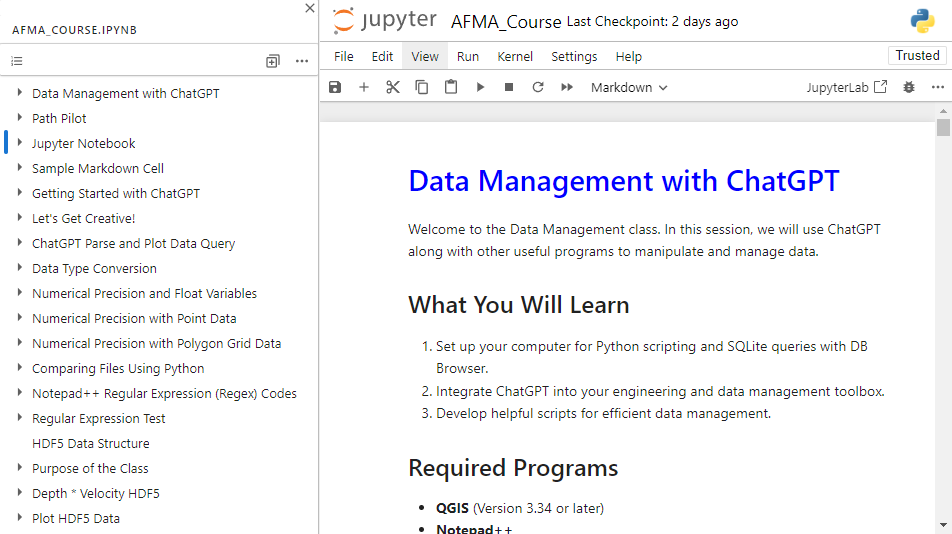 AFMA_COURSE.IPYNB
Data Management with ChatGPT
Path Pilot
Jupyter Notebook
Sample Markdown Cell
Getting Started with ChatGPT
Let's Get Creative!
ChatGPT Parse and Plot Data Query
Data Type Conversion
Numerical Precision and Float Variables
Numerical Precision with Point Data
Numerical Precision with Polygon Grid Data
Comparing Files Using Python
Notepad++ Regular Expression (Regex) Codes
Regular Expression Test
HDF5 Data Structure
Purpose of the Class
Depth * Velocity HDF5
Plot HDF5 Data
jupyter AFMA_Course Last Checkpoint: 2 days ago
File Edit View Run Kernel Settings Help Trusted
Markdown JupyterLab
Data Management with ChatGPT
Welcome to the Data Management class. In this session, we will use ChatGPT
along with other useful programs to manipulate and manage data.
What You Will Learn
1. Set up your computer for Python scripting and SQLite queries with DB
Browser.
2. Integrate ChatGPT into your engineering and data management toolbox.
3. Develop helpful scripts for efficient data management.
Required Programs
• QGIS (Version 3.34 or later)
• Notepad++